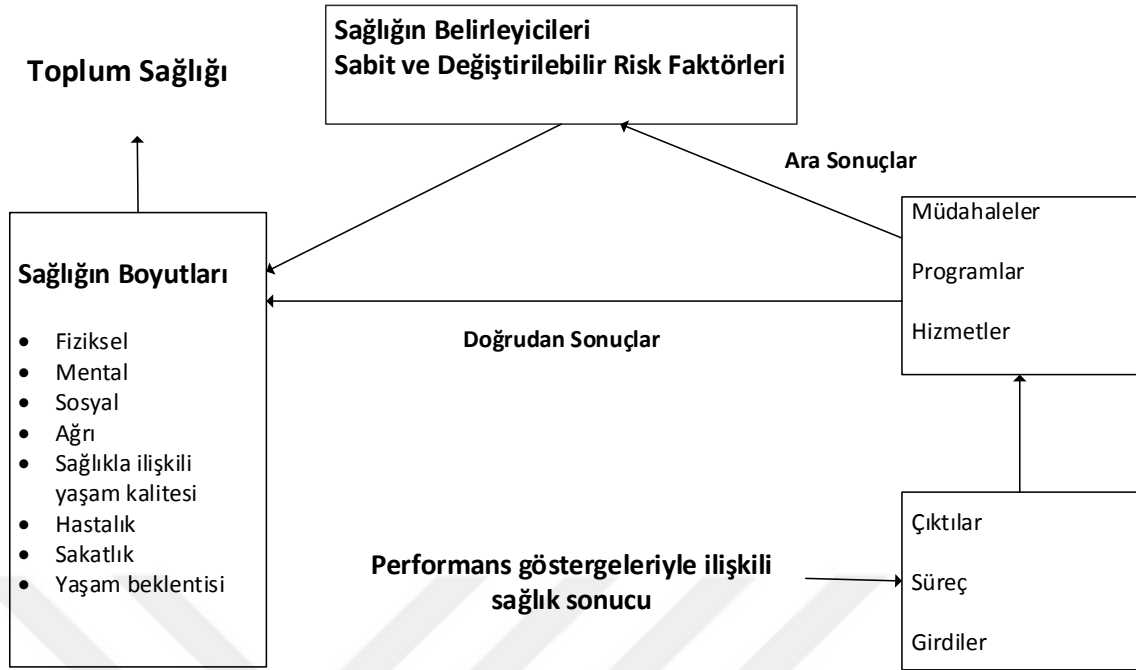 Toplum Sağlığı
Sağlığın Belirleyicileri
Sabit ve Değiştirilebilir Risk Faktörleri
Ara Sonuçlar
Müdahaleler
Programlar
Hizmetler
Doğrudan Sonuçlar
Sağlığın Boyutları
• Fiziksel
• Mental
• Sosyal
• Ağrı
• Sağlıkla ilişkili
yaşam kalitesi
• Hastalık
• Sakatlık
• Yaşam beklentisi
Performans göstergeleriyle ilişkili
sağlık sonucu
Çıktılar
Süreç
Girdiler